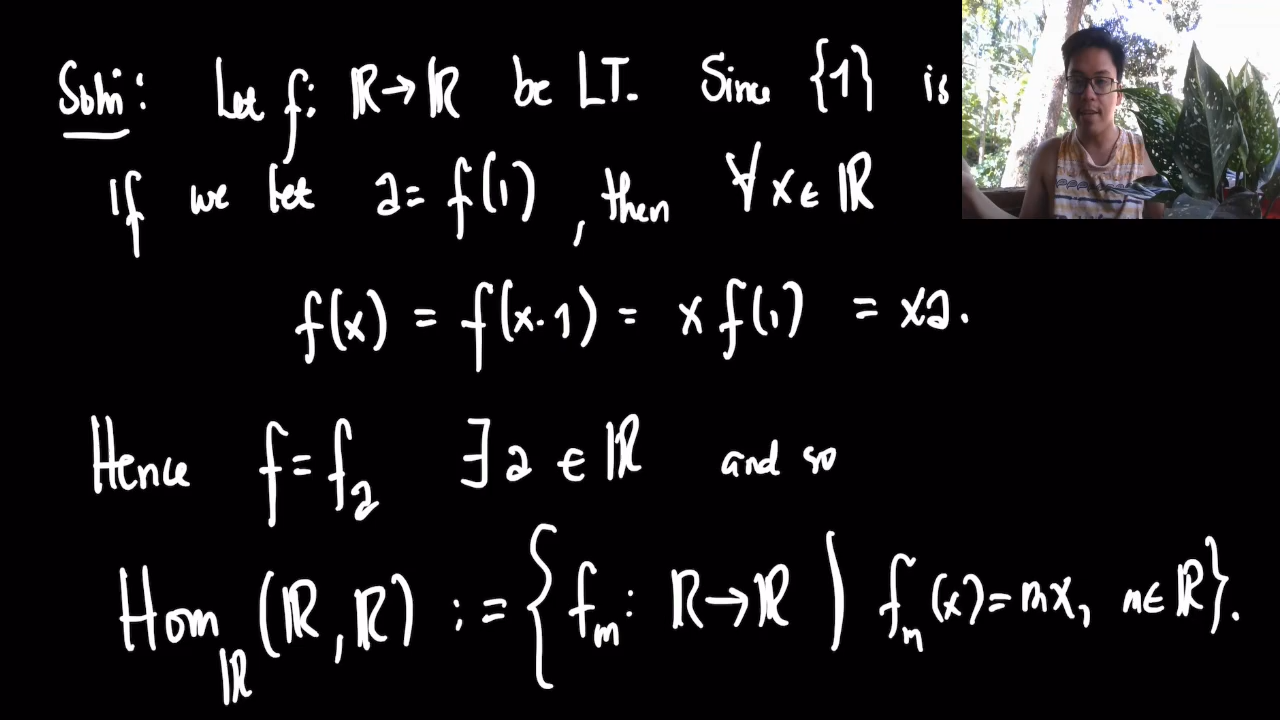 Soln: Let f: ℝ→ℝ be LT. Since {1} is
If we let a = f(1), then ∀ x ∈ ℝ
f(x) = f(x·1) = x f(1) = xa.
Hence f = f_a ∃ a ∈ ℝ and so
Hom_ℝ (ℝ, ℝ) := { f_m : ℝ→ℝ | f_m (x) = mx, m ∈ ℝ }.